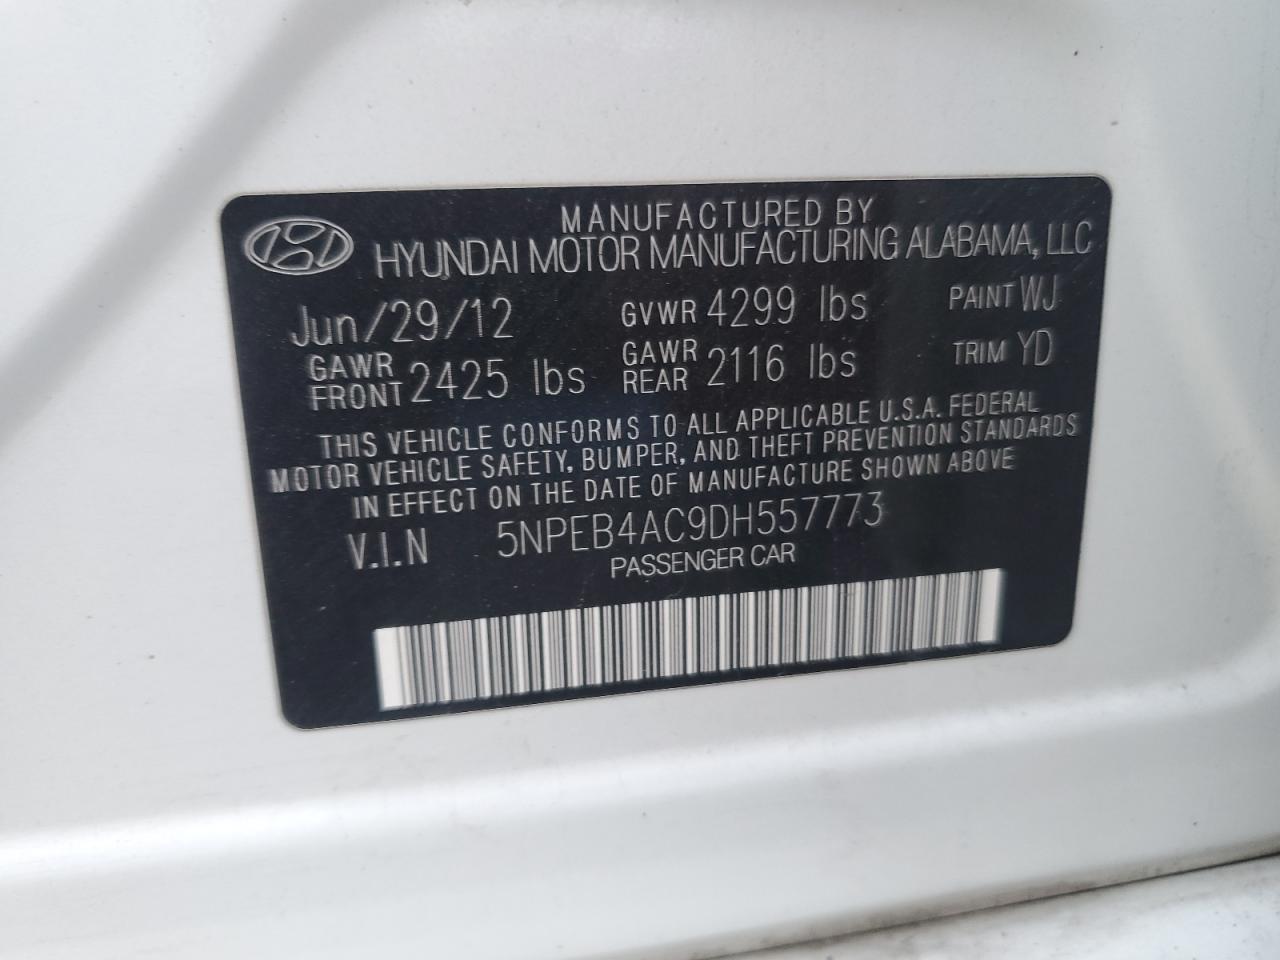 MANUFACTURED BY
HYUNDAI MOTOR MANUFACTURING ALABAMA, LLC
Jun/29/12 GVWR 4299 lbs PAINT WJ
GAWR FRONT 2425 lbs GAWR REAR 2116 lbs TRIM YD
THIS VEHICLE CONFORMS TO ALL APPLICABLE U.S.A. FEDERAL
MOTOR VEHICLE SAFETY, BUMPER, AND THEFT PREVENTION STANDARDS
IN EFFECT ON THE DATE OF MANUFACTURE SHOWN ABOVE
V.I.N 5NPEB4AC9DH557773
PASSENGER CAR